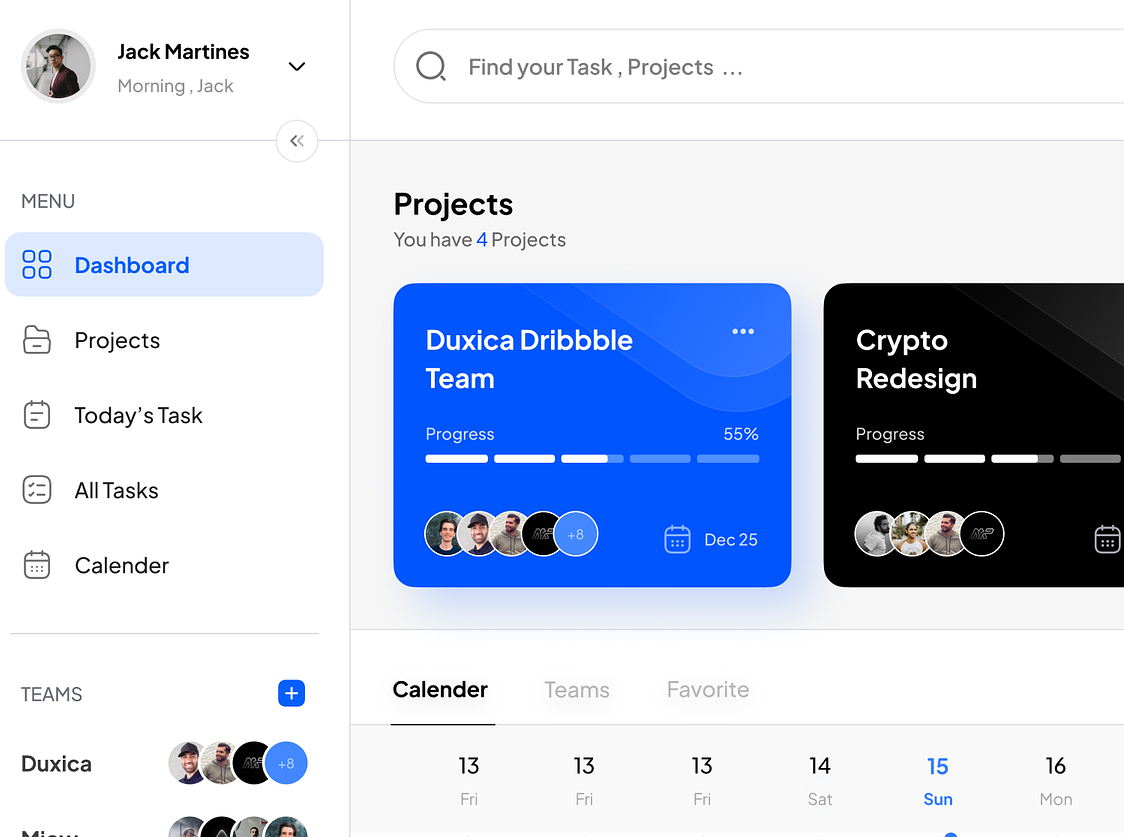 Jack Martines
Morning , Jack
Find your Task , Projects ...
MENU
Dashboard
Projects
Today’s Task
All Tasks
Calender
TEAMS
Duxica
+8
Projects
You have 4 Projects
Duxica Dribbble
Team
Progress
55%
+8
Dec 25
Crypto
Redesign
Progress
Calender
Teams
Favorite
13
Fri
13
Fri
13
Fri
14
Sat
15
Sun
16
Mon